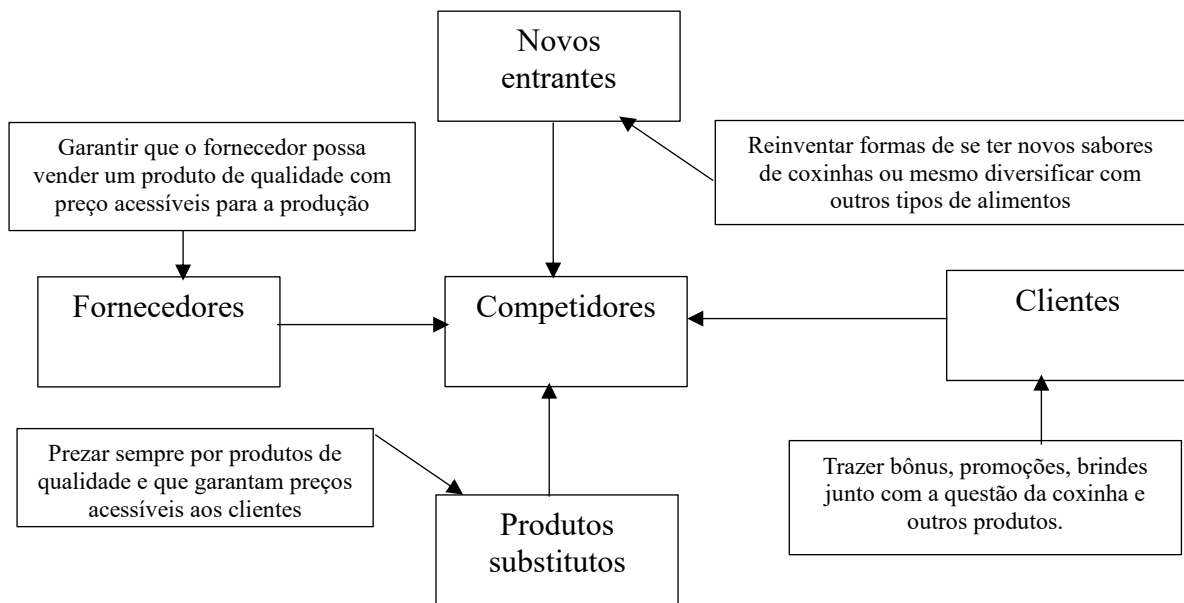 Novos
entrantes
Garantir que o fornecedor possa
vender um produto de qualidade com
preço acessíveis para a produção
Reinventar formas de se ter novos sabores
de coxinhas ou mesmo diversificar com
outros tipos de alimentos
Fornecedores
Competidores
Clientes
Prezar sempre por produtos de
qualidade e que garantam preços
acessíveis aos clientes
Trazer bônus, promoções, brindes
junto com a questão da coxinha e
outros produtos.
Produtos
substitutos